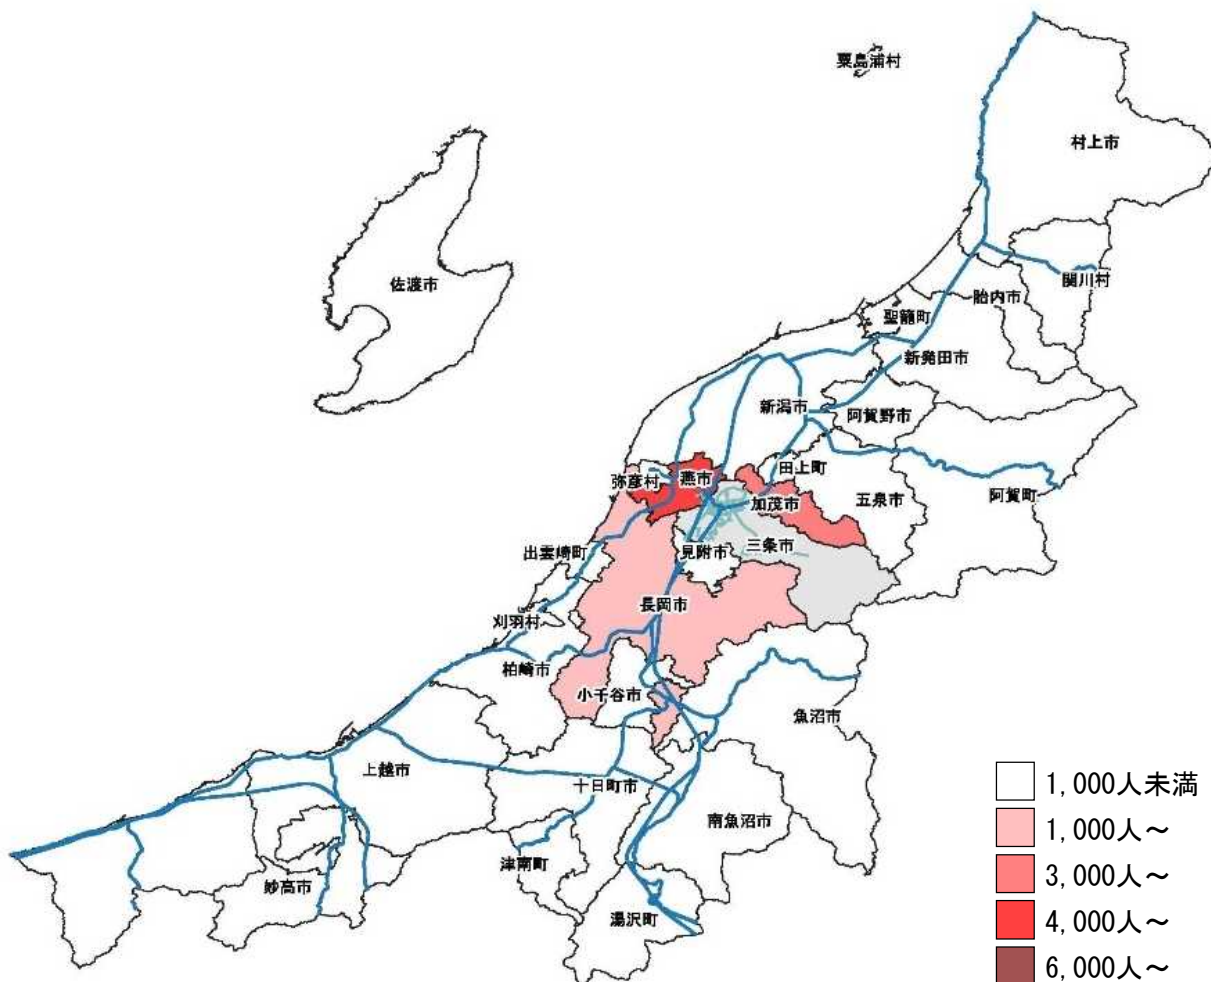 粟島浦村
村上市
関川村
佐渡市
胎内市
聖籠町
新発田市
新潟市
阿賀野市
田上町
弥彦村
燕市
加茂市
五泉市
阿賀町
出雲崎町
見附市
三条市
長岡市
刈羽村
柏崎市
小千谷市
魚沼市
上越市
十日町市
南魚沼市
津南町
妙高市
湯沢町
1,000人未満
1,000人～
3,000人～
4,000人～
6,000人～